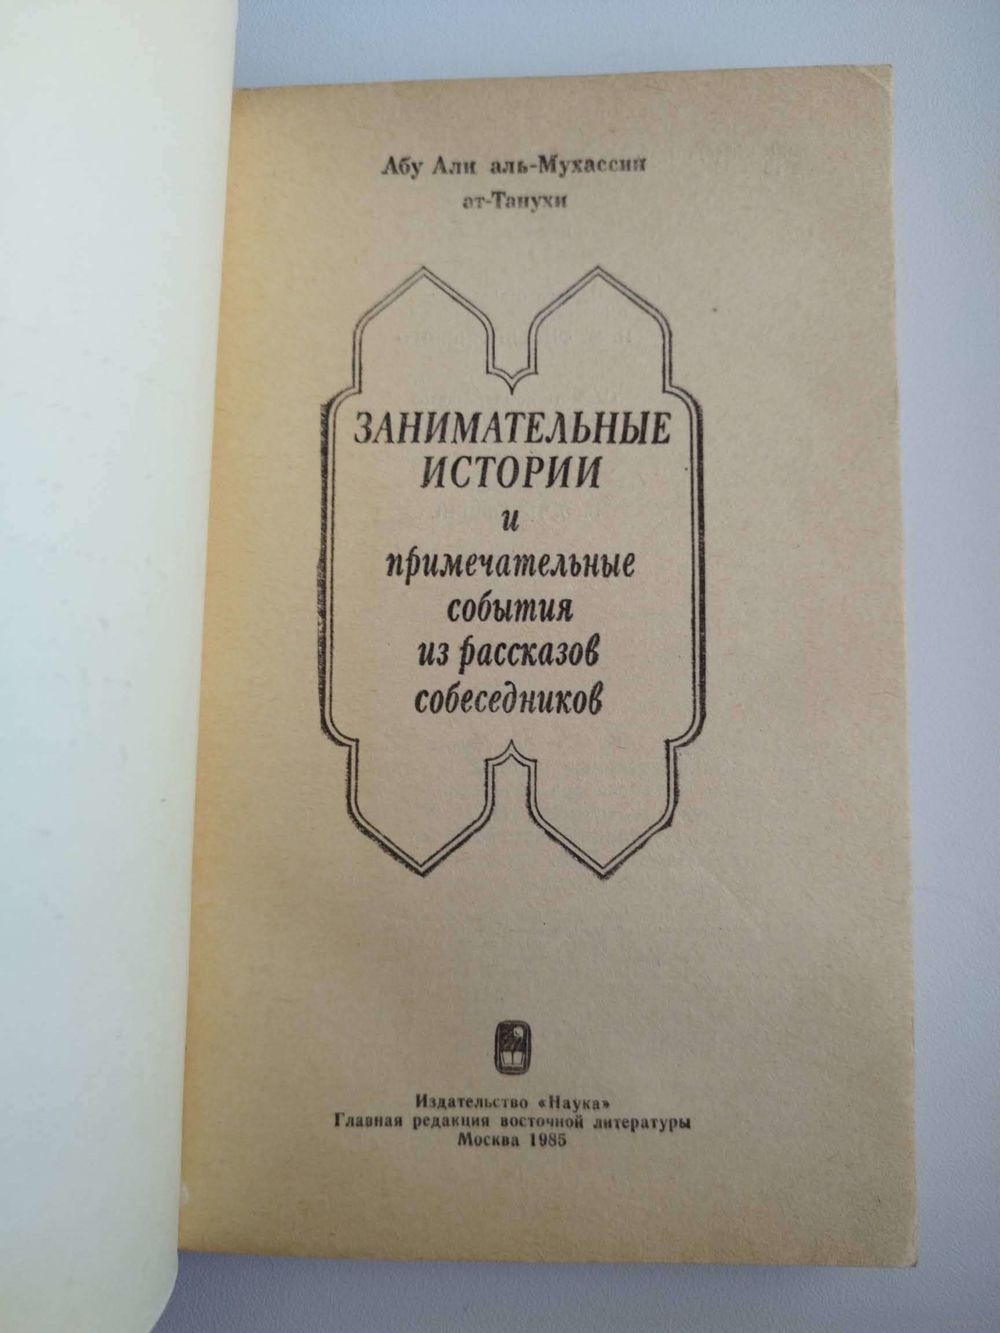 Абу Али аль-Мухассин
ат-Танухи
ЗАНИМАТЕЛЬНЫЕ
ИСТОРИИ
и
примечательные
события
из рассказов
собеседников
Издательство «Наука»
Главная редакция восточной литературы
Москва 1985